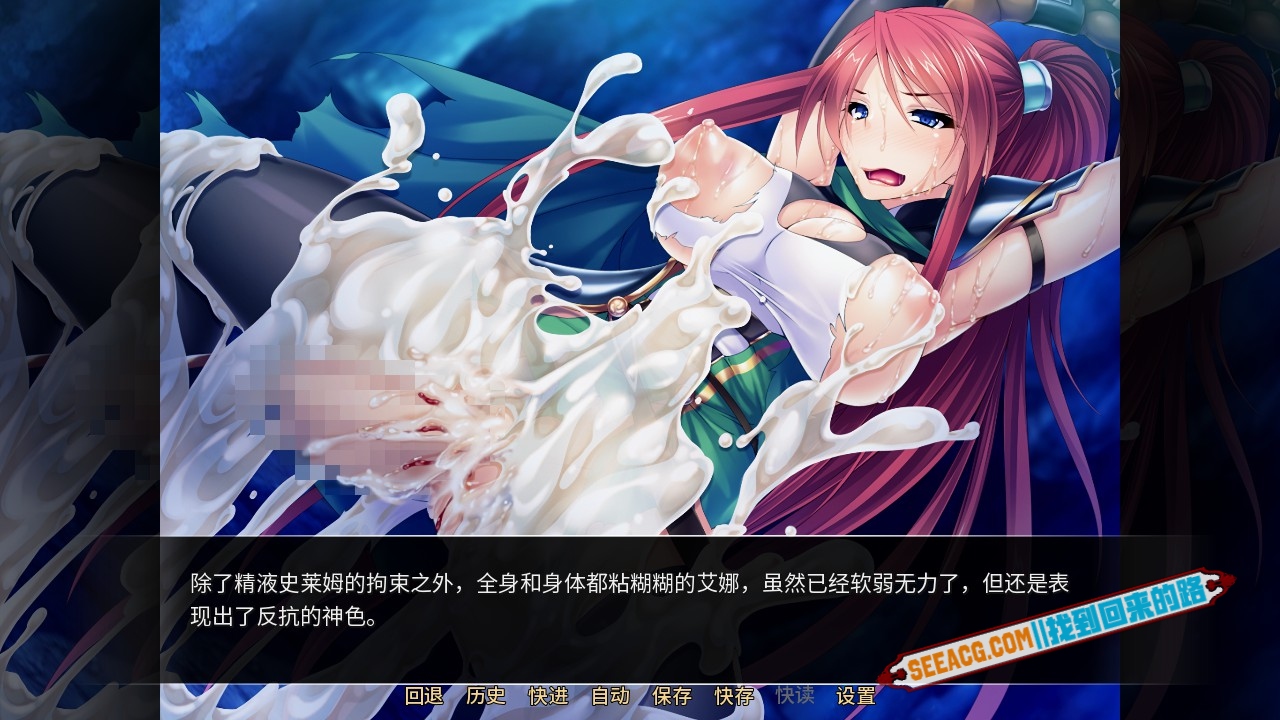 除了精液史莱姆的拘束之外，全身和身体都粘糊糊的艾娜，虽然已经软弱无力了，但还是表
现出了反抗的神色。
SEEACG.COM||找到回来的路
回退 历史 快进 自动 保存 快存 快读 设置